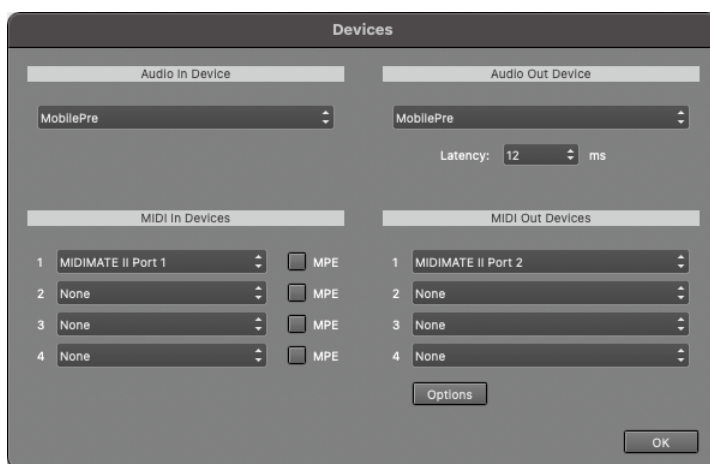 Devices
Audio In Device
Audio Out Device
MobilePre
MobilePre
Latency: 12 ms
MIDI In Devices
MIDI Out Devices
1 MIDIMATE II Port 1 MPE
1 MIDIMATE II Port 2
2 None MPE
2 None
3 None MPE
3 None
4 None MPE
4 None
Options
OK